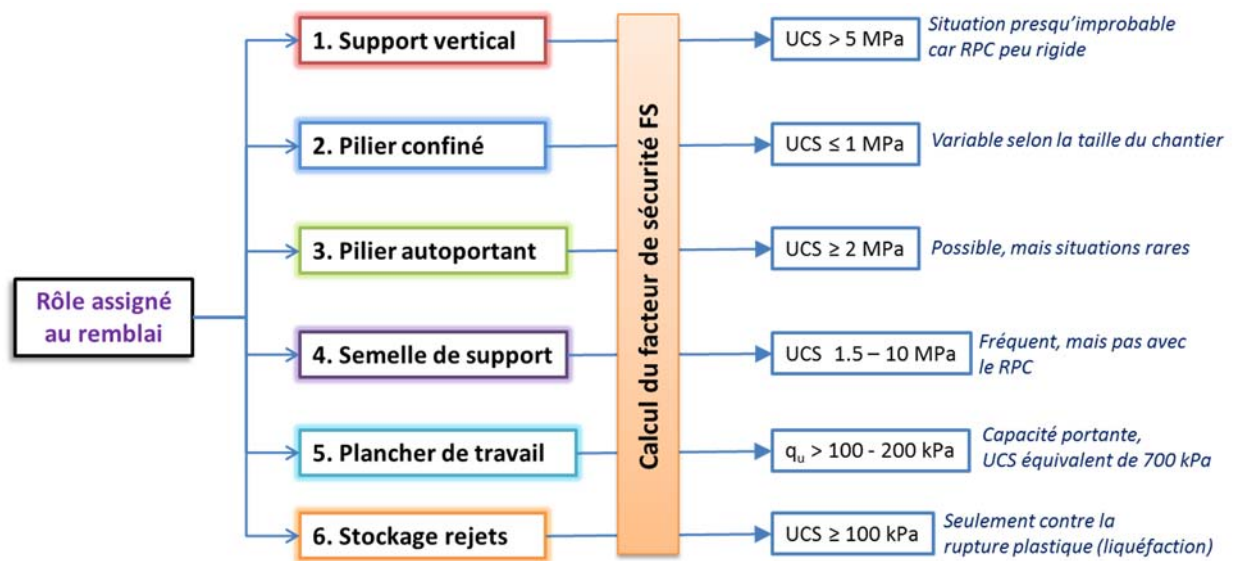 Rôle assigné
au remblai
1. Support vertical
2. Pilier confiné
3. Pilier autoportant
4. Semelle de support
5. Plancher de travail
6. Stockage rejets
Calcul du facteur de sécurité FS
UCS > 5 MPa
Situation presqu’improbable
car RPC peu rigide
UCS ≤ 1 MPa
Variable selon la taille du chantier
UCS ≥ 2 MPa
Possible, mais situations rares
UCS 1.5 – 10 MPa
Fréquent, mais pas avec
le RPC
qu > 100 - 200 kPa
Capacité portante,
UCS équivalent de 700 kPa
UCS ≥ 100 kPa
Seulement contre la
rupture plastique (liquéfaction)